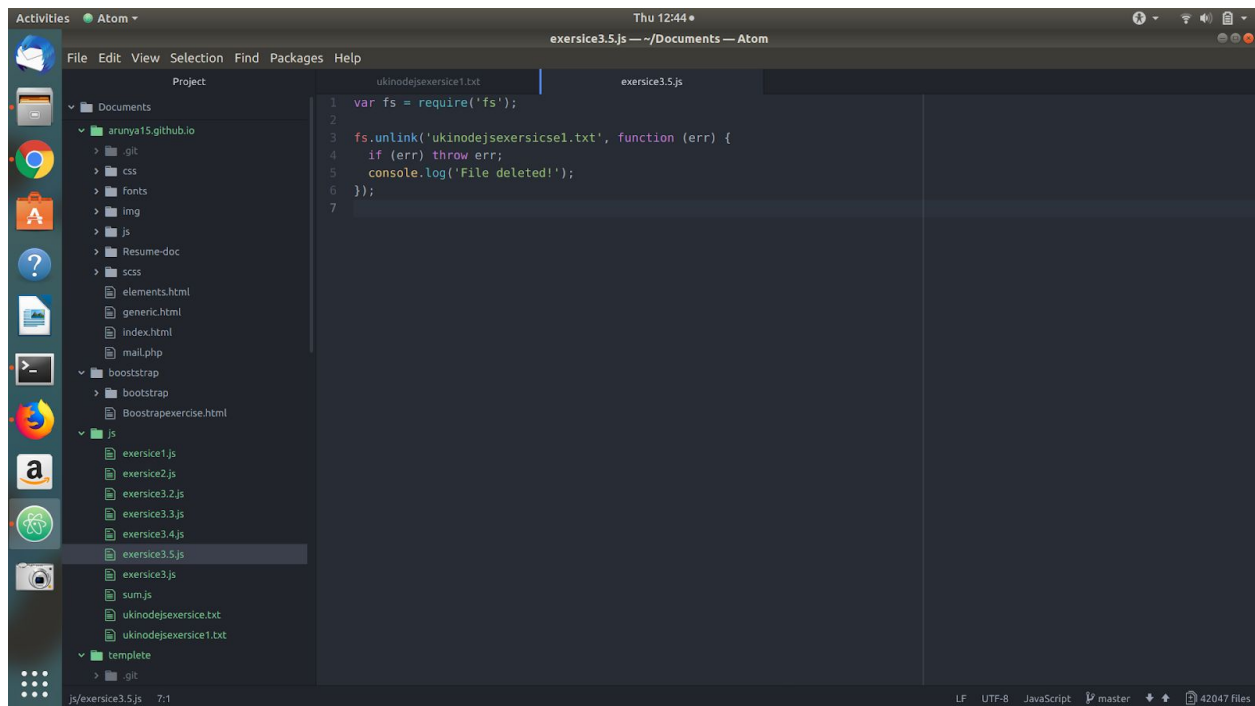 Activities Atom Thu 12:44
exersice3.5.js — ~/Documents — Atom
File Edit View Selection Find Packages Help
Project
Documents
arunya15.github.io
.git
css
fonts
img
js
Resume-doc
scss
elements.html
generic.html
index.html
mail.php
booststrap
bootstrap
Boostrapexercise.html
js
exersice1.js
exersice2.js
exersice3.2.js
exersice3.3.js
exersice3.4.js
exersice3.5.js
exersice3.js
sum.js
ukinodejsexersice.txt
ukinodejsexersice1.txt
templete
.git
ukinodejsexersice1.txt exersice3.5.js
1 var fs = require('fs');
2
3 fs.unlink('ukinodejsexersicse1.txt', function (err) {
4 if (err) throw err;
5 console.log('File deleted!');
6 });
7
js/exersice3.5.js 7:1 LF UTF-8 JavaScript master 42047 files